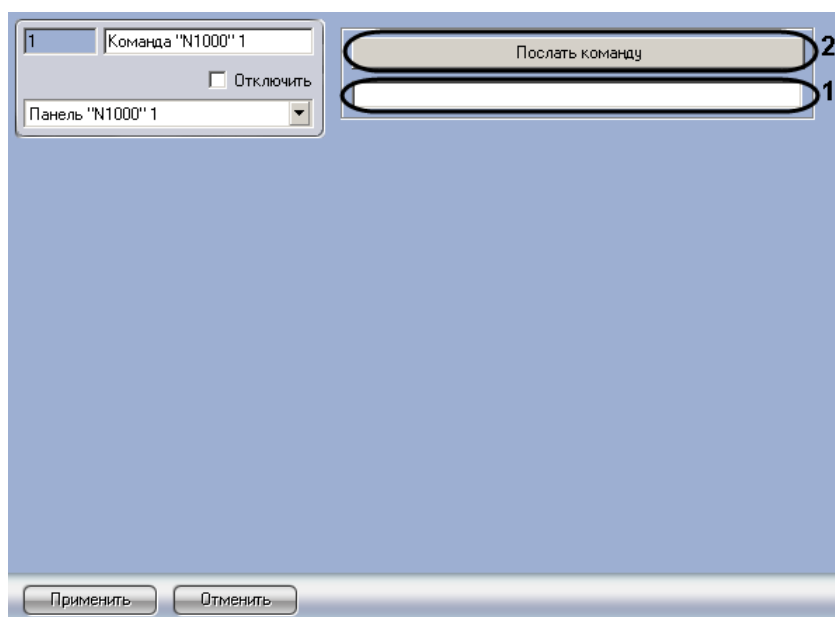 1 Команда "N1000" 1
Отключить
Панель "N1000" 1
Послать команду 2
1
Применить Отменить